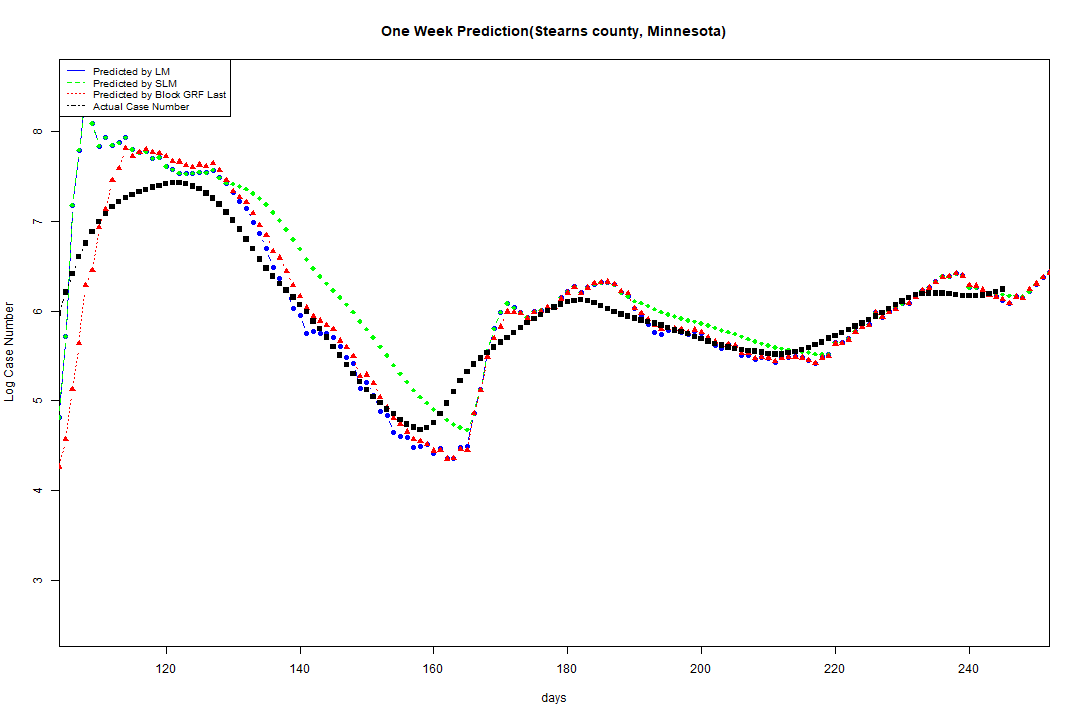 One Week Prediction(Stearns county, Minnesota)
Predicted by LM
Predicted by SLM
Predicted by Block GRF Last
Actual Case Number
8
7
6
5
4
3
Log Case Number
120 140 160 180 200 220 240
days